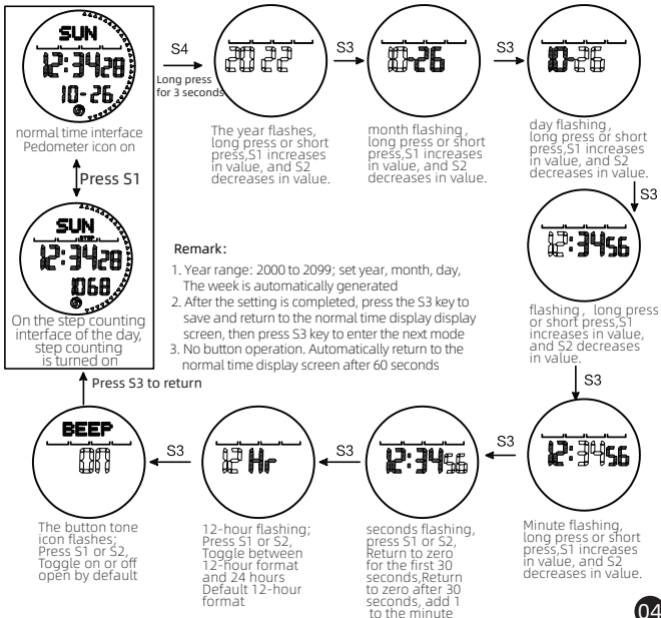 SUN
12:3428
10-26
normal time interface
Pedometer icon on
Press S1
SUN
STEP
12:3428
1068
On the step counting
interface of the day,
step counting
is turned on
S4
Long press
for 3 seconds
2022
The year flashes,
long press or short
press,S1 increases
in value, and S2
decreases in value.
S3
10-26
month flashing,
long press or short
press,S1 increases
in value, and S2
decreases in value.
S3
10-26
day flashing,
long press or short
press,S1 increases
in value, and S2
decreases in value.
S3
12:3456
flashing, long press
or short press,S1
increases in value,
and S2 decreases
in value.
S3
Remark:
1. Year range: 2000 to 2099; set year, month, day,
The week is automatically generated
2. After the setting is completed, press the S3 key to
save and return to the normal time display display
screen, then press S3 key to enter the next mode
3. No button operation. Automatically return to the
normal time display screen after 60 seconds
12:3456
Minute flashing,
long press or short
press,S1 increases
in value, and S2
decreases in value.
S3
12:3456
seconds flashing,
press S1 or S2,
Return to zero
for the first 30
seconds,Return
to zero after 30
seconds, add 1
to the minute
S3
12 Hr
12-hour flashing;
Press S1 or S2,
Toggle between
12-hour format
and 24 hours
Default 12-hour
format
S3
BEEP
ON
The button tone
icon flashes;
Press S1 or S2,
Toggle on or off
open by default
Press S3 to return
04